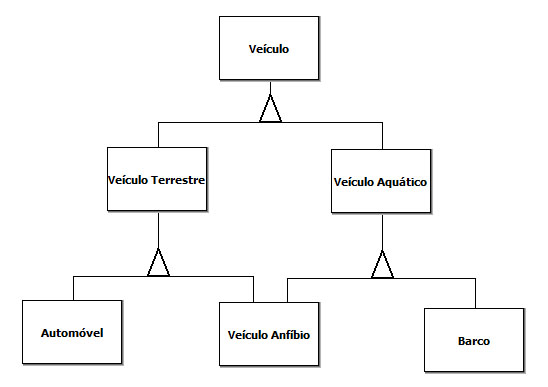 Veículo
Veículo Terrestre
Veículo Aquático
Automóvel
Veículo Anfíbio
Barco